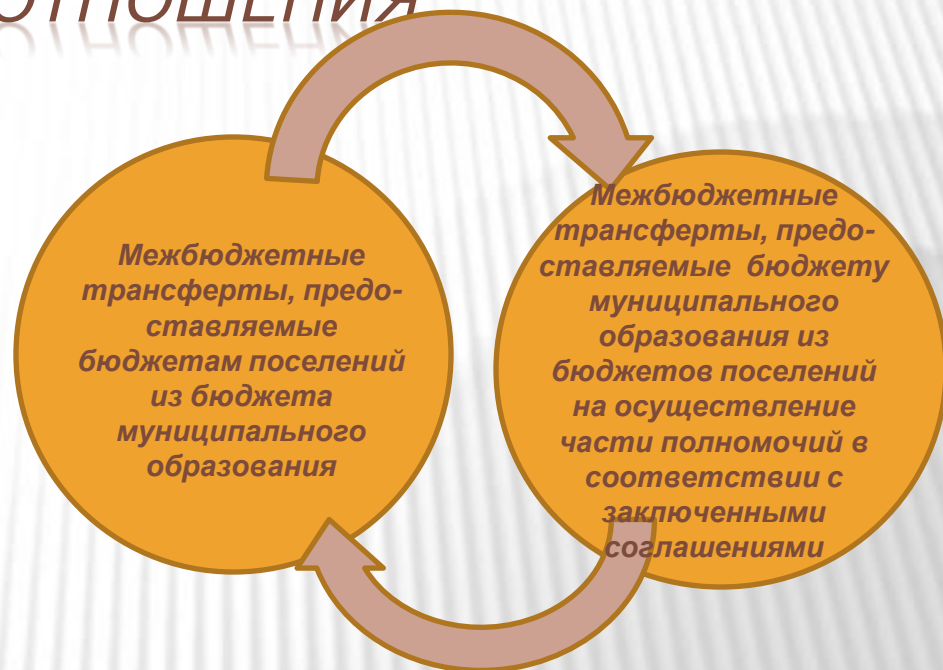 ОТНОШЕНИЯ
Межбюджетные
трансферты, предо-
ставляемые
бюджетам поселений
из бюджета
муниципального
образования
Межбюджетные
трансферты, предо-
ставляемые бюджету
муниципального
образования из
бюджетов поселений
на осуществление
части полномочий в
соответствии с
заключенными
соглашениями